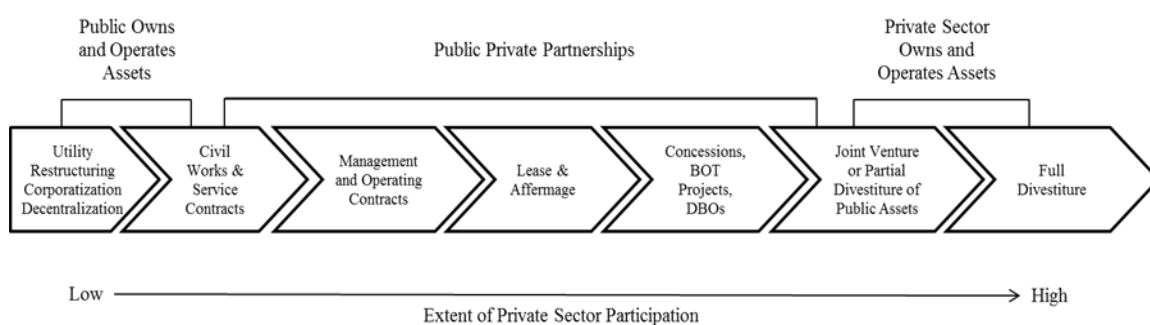 Public Owns
and Operates
Assets
Public Private Partnerships
Private Sector
Owns and
Operates Assets
Utility
Restructuring
Corporatization
Decentralization
Civil
Works &
Service
Contracts
Management
and Operating
Contracts
Lease &
Affermage
Concessions,
BOT
Projects,
DBOs
Joint Venture
or Partial
Divestiture of
Public Assets
Full
Divestiture
Low
High
Extent of Private Sector Participation